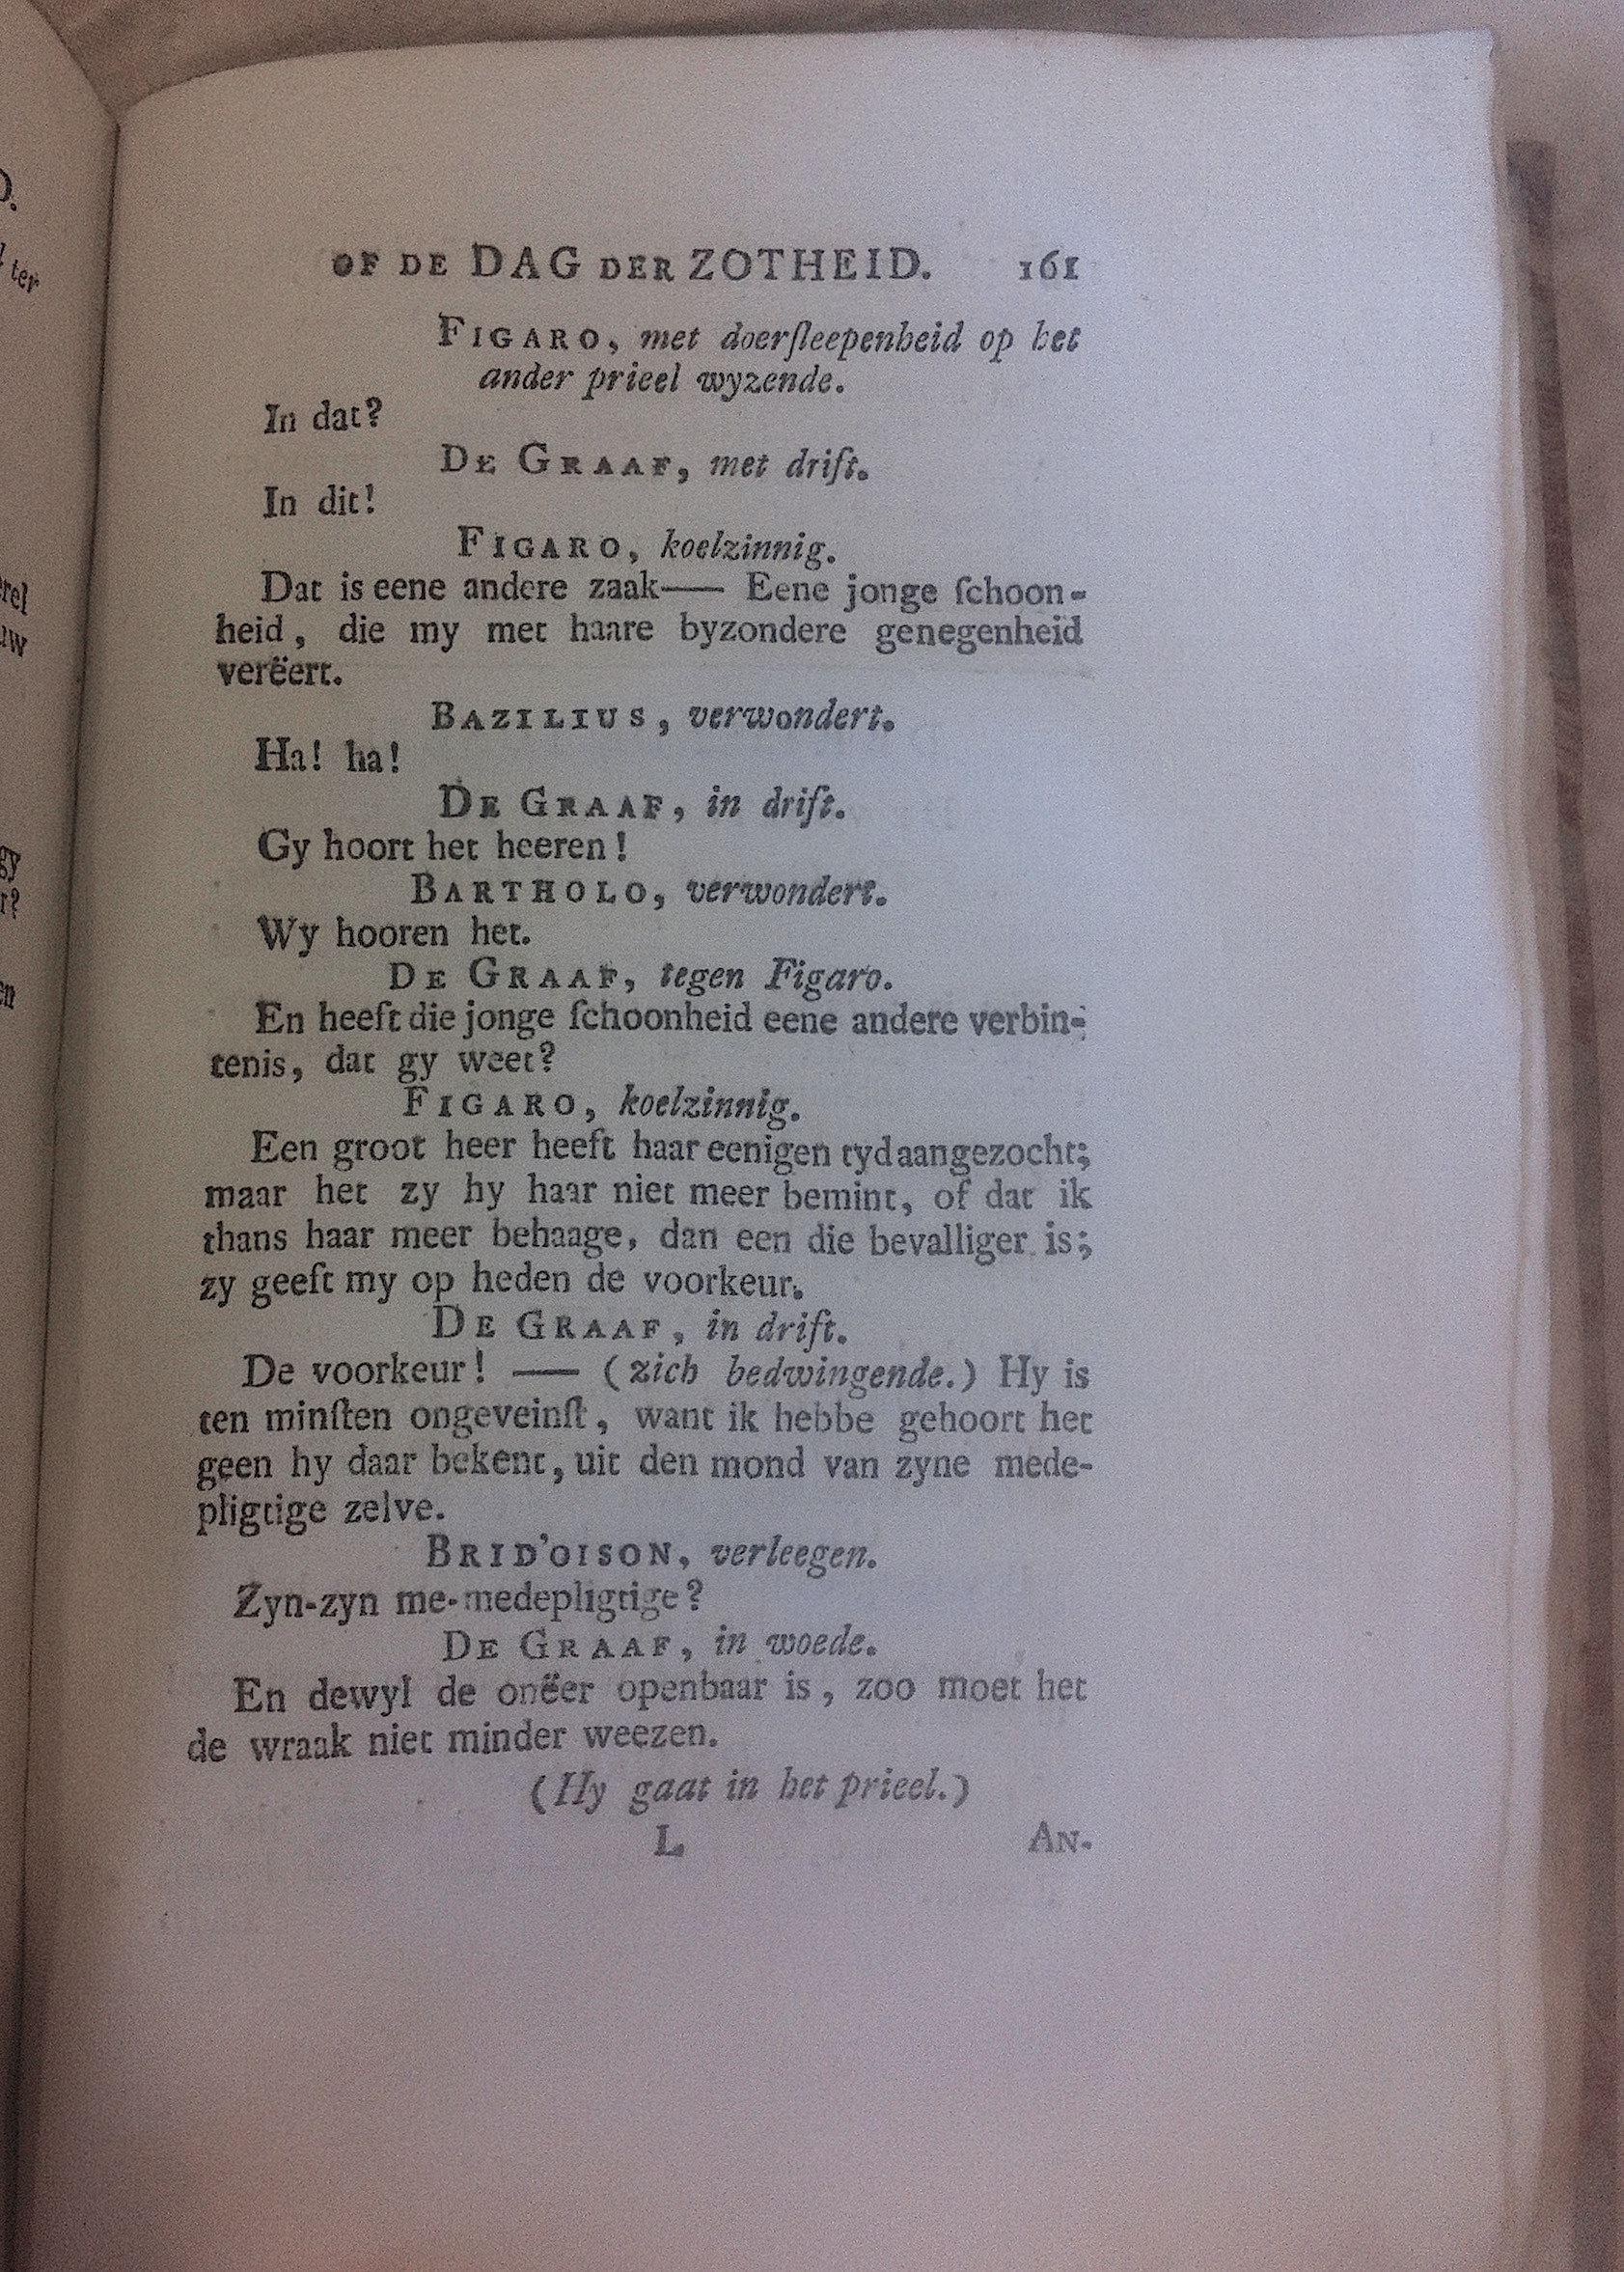 OF DE DAG DER ZOTHEID. 161
FIGARO, met doerſleepenheid op het
ander prieel wyzende.
In dat?
DE GRAAF, met drift.
In dit!
FIGARO, koelzinnig.
Dat is eene andere zaak—— Eene jonge ſchoon-
heid, die my met haare byzondere genegenheid
verëert.
BAZILIUS, verwondert.
Ha! ha!
DE GRAAF, in drift.
Gy hoort het heeren!
BARTHOLO, verwondert.
Wy hooren het.
DE GRAAF, tegen Figaro.
En heeft die jonge ſchoonheid eene andere verbin-
tenis, dat gy weet?
FIGARO, koelzinnig.
Een groot heer heeft haar eenigen tyd aangezocht;
maar het zy hy haar niet meer bemint, of dat ik
thans haar meer behaage, dan een die bevalliger is;
zy geeft my op heden de voorkeur.
DE GRAAF, in drift.
De voorkeur! —— (zich bedwingende.) Hy is
ten minſten ongeveinſt, want ik hebbe gehoort het
geen hy daar bekent, uit den mond van zyne mede-
pligtige zelve.
BRID'OISON, verleegen.
Zyn-zyn me-medepligtige?
DE GRAAF, in woede.
En dewyl de onëer openbaar is, zoo moet het
de wraak niet minder weezen.
(Hy gaat in het prieel.)
L AN-